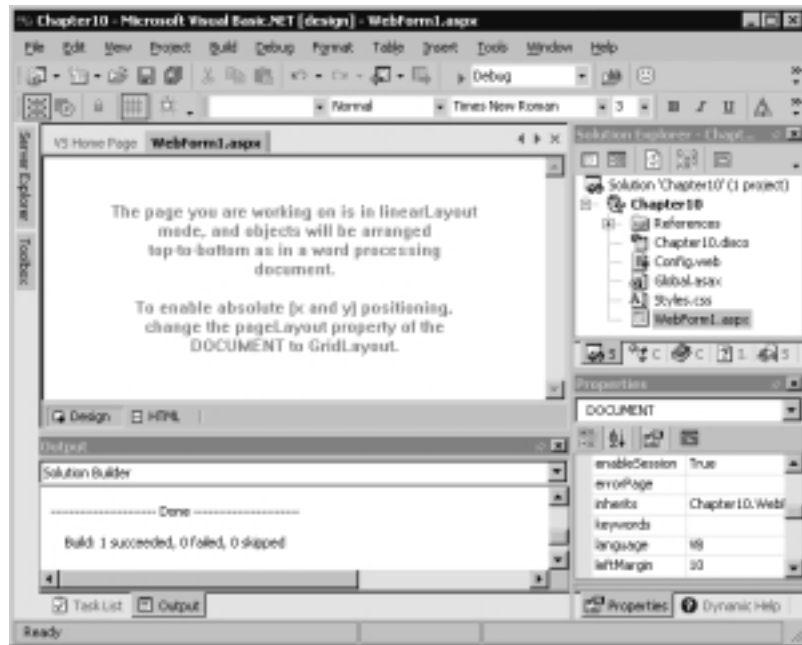 Chapter10 - Microsoft Visual Basic.NET [design] - WebForm1.aspx
File Edit View Project Build Debug Format Table Insert Tools Window Help
Debug
Normal Times New Roman 3 B I U A
Server Explorer
Toolbox
VS Home Page WebForm1.aspx
The page you are working on is in linearLayout
mode, and objects will be arranged
top-to-bottom as in a word processing
document.
To enable absolute (x and y) positioning,
change the pageLayout property of the
DOCUMENT to GridLayout.
Design HTML
Output
Solution Builder
---------------------- Done ----------------------
Build: 1 succeeded, 0 failed, 0 skipped
Task List Output
Solution Explorer - Chapt...
Solution 'Chapter10' (1 project)
Chapter10
References
Chapter10.disco
Config.web
Global.asax
Styles.css
WebForm1.aspx
S C C 1. S
Properties
DOCUMENT
enableSession True
errorPage
inherits Chapter10.WebF
keywords
language VB
leftMargin 10
Properties Dynamic Help
Ready